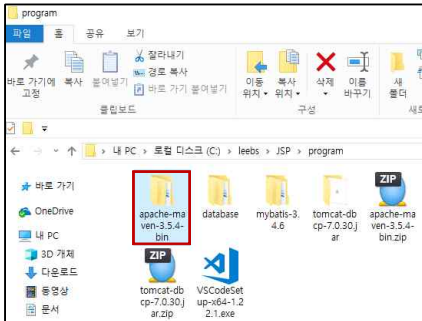 program
파일 홈 공유 보기
바로 가기에 고정
복사
붙여넣기
잘라내기
경로 복사
바로 가기 붙여넣기
이동 위치
복사 위치
삭제
이름 바꾸기
새 폴더
클립보드
구성
새로
내 PC > 로컬 디스크 (C:) > leebs > JSP > program
바로 가기
OneDrive
내 PC
3D 개체
다운로드
동영상
문서
apache-ma
ven-3.5.4-
bin
database
mybatis-3.
4.6
tomcat-db
cp-7.0.30.j
ar
ZIP
apache-ma
ven-3.5.4-
bin.zip
ZIP
tomcat-db
cp-7.0.30.j
ar.zip
VSCodeSet
up-x64-1.2
2.1.exe